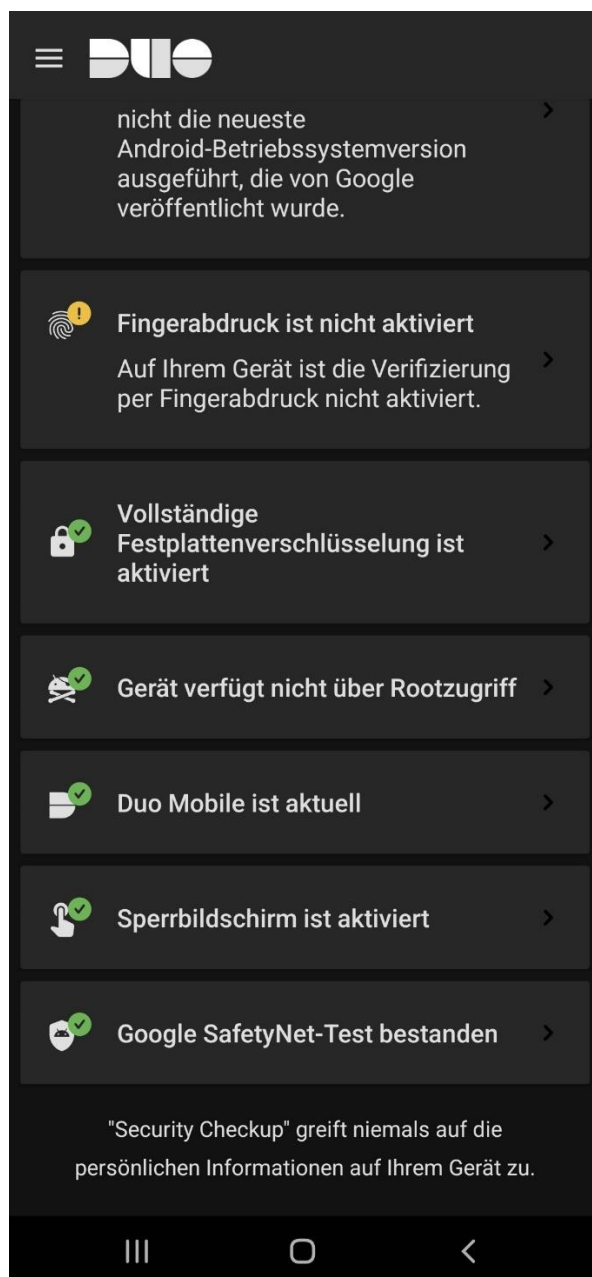 DUO
nicht die neueste
Android-Betriebssystemversion
ausgeführt, die von Google
veröffentlicht wurde.
Fingerabdruck ist nicht aktiviert
Auf Ihrem Gerät ist die Verifizierung
per Fingerabdruck nicht aktiviert.
Vollständige
Festplattenverschlüsselung ist
aktiviert
Gerät verfügt nicht über Rootzugriff
Duo Mobile ist aktuell
Sperrbildschirm ist aktiviert
Google SafetyNet-Test bestanden
"Security Checkup" greift niemals auf die
persönlichen Informationen auf Ihrem Gerät zu.